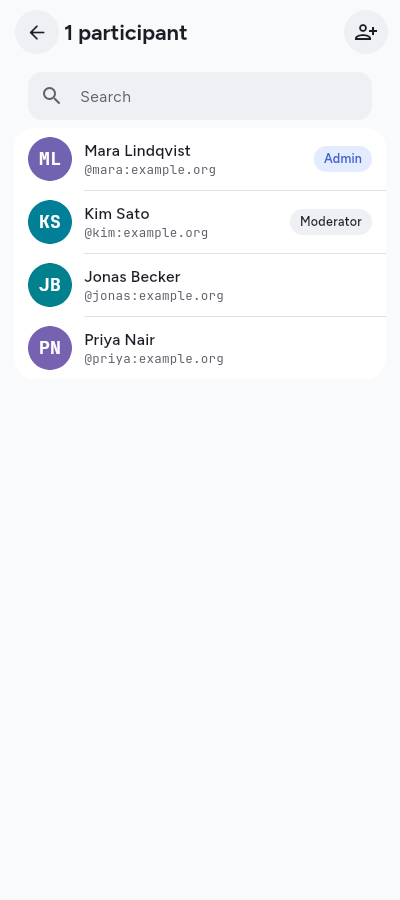 1 participant
Search
ML
Mara Lindqvist
@mara:example.org
Admin
KS
Kim Sato
@kim:example.org
Moderator
JB
Jonas Becker
@jonas:example.org
PN
Priya Nair
@priya:example.org